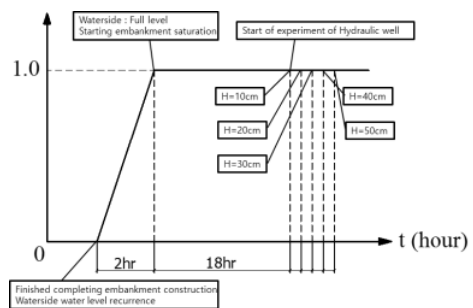 Waterside : Full level
Starting embankment saturation
Start of experiment of Hydraulic well
1.0
H=10cm
H=40cm
H=20cm
H=50cm
H=30cm
0
t (hour)
2hr
18hr
Finished completing embankment construction
Waterside water level recurrence